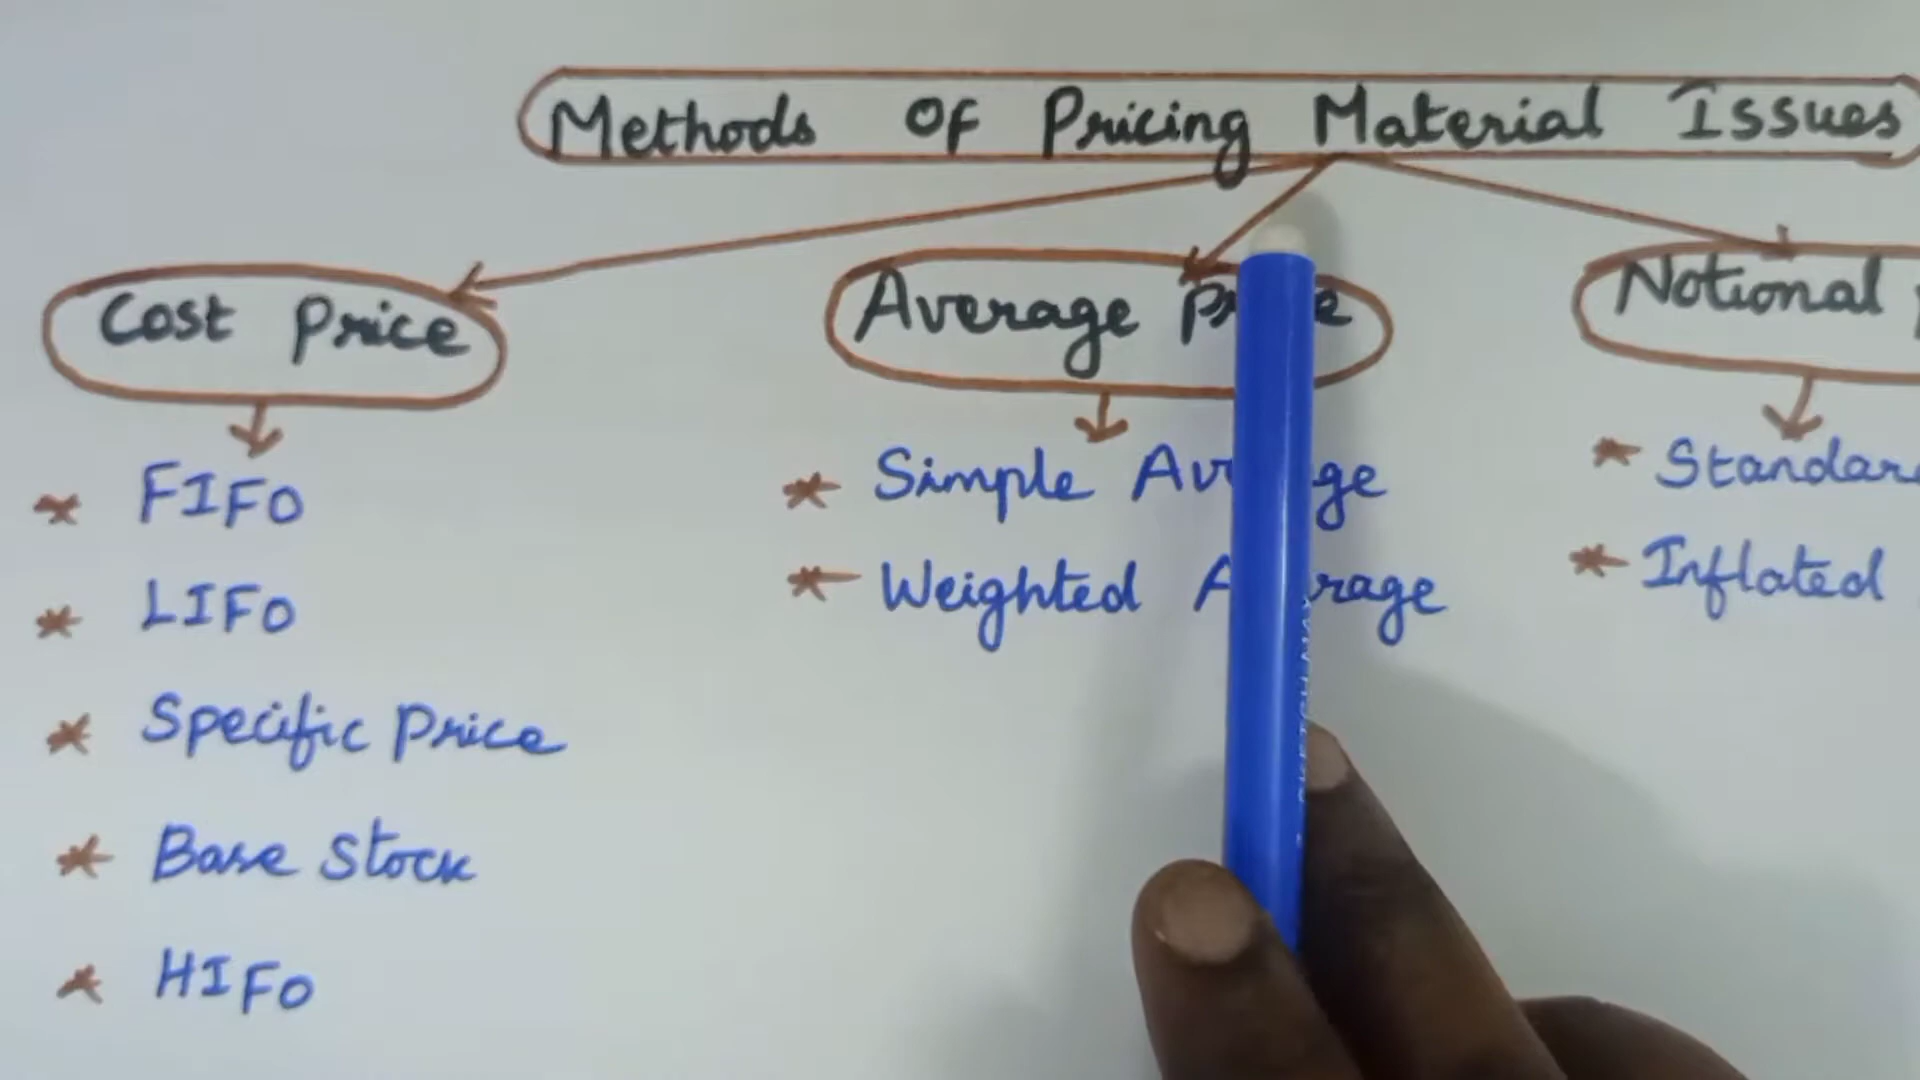 Methods Of Pricing Material Issues
Cost Price
FIFO
LIFO
Specific Price
Base Stock
HIFO
Average
Simple
Weighted
Notional
Inflated